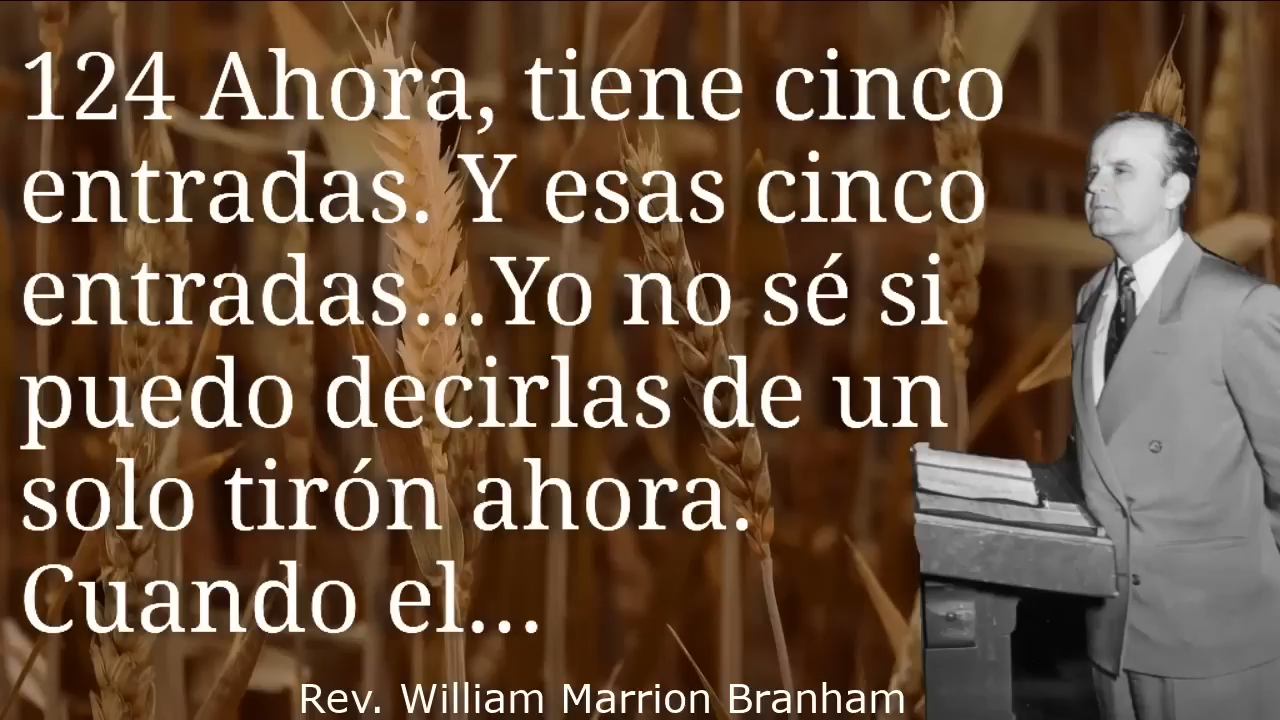 124 Ahora, tiene cinco
entradas. Y esas cinco
entradas...Yo no sé si
puedo decirlas de un
solo tirón ahora.
Cuando el...
Rev. William Marrion Branham